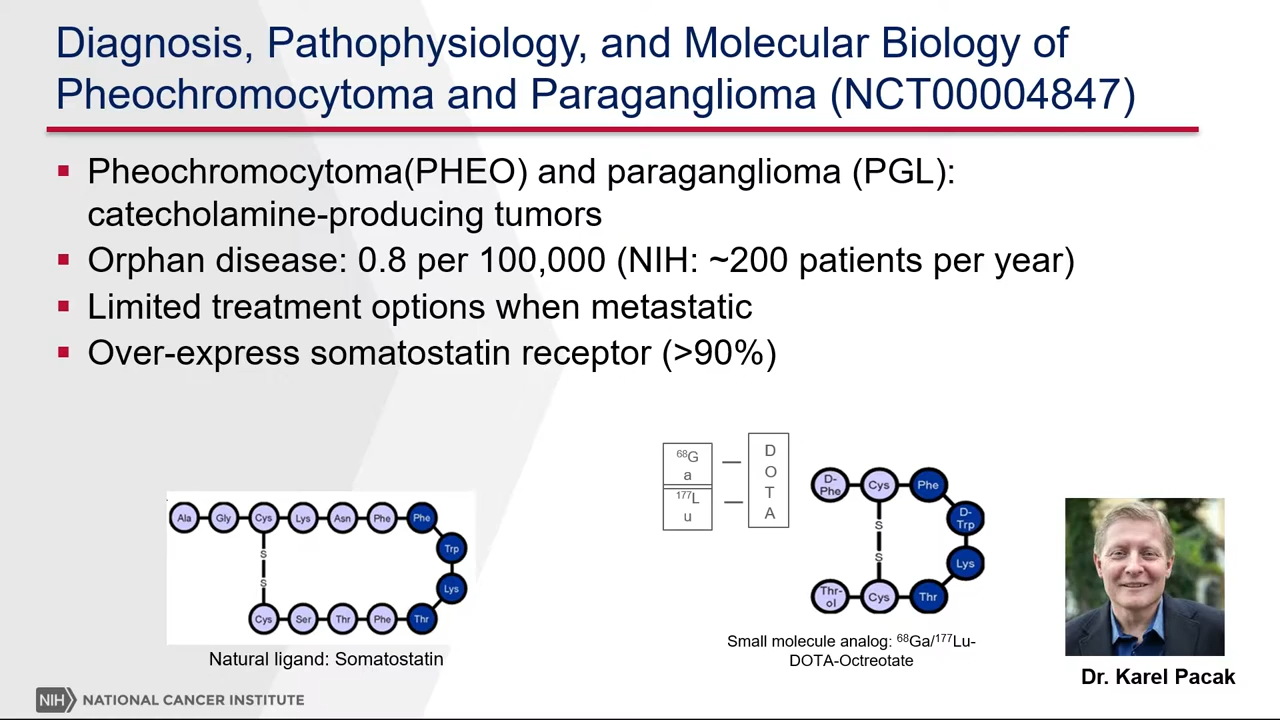 Diagnosis, Pathophysiology, and Molecular Biology of
Pheochromocytoma and Paraganglioma (NCT00004847)
▪ Pheochromocytoma(PHEO) and paraganglioma (PGL):
catecholamine-producing tumors
▪ Orphan disease: 0.8 per 100,000 (NIH: ~200 patients per year)
▪ Limited treatment options when metastatic
▪ Over-express somatostatin receptor (>90%)
Ala Gly Cys Lys Asn Phe Phe
Trp
S
S
Lys
Cys Ser Thr Phe Thr
Natural ligand: Somatostatin
⁶⁸G
a
¹⁷⁷L
u
D
O
T
A
D-
Phe
Cys Phe
D-
Trp
S
S
Lys
Thr-
ol
Cys Thr
Small molecule analog: ⁶⁸Ga/¹⁷⁷Lu-
DOTA-Octreotate
Dr. Karel Pacak
NIH NATIONAL CANCER INSTITUTE